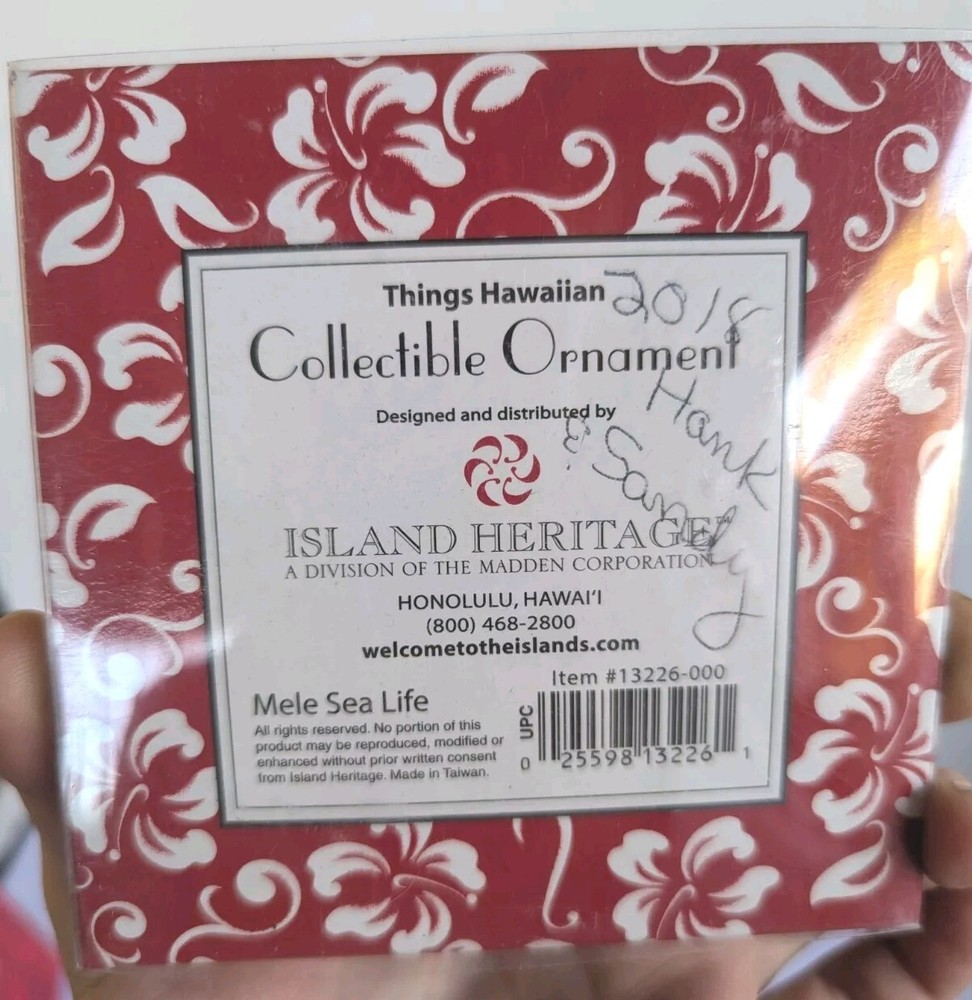 Things Hawaiian
2018
Collectible Ornament
Hank
Designed and distributed by
& Sandy
ISLAND HERITAGE™
A DIVISION OF THE MADDEN CORPORATION
HONOLULU, HAWAI‘I
(800) 468-2800
welcometotheislands.com
Item #13226-000
Mele Sea Life
All rights reserved. No portion of this
product may be reproduced, modified or
enhanced without prior written consent
from Island Heritage. Made in Taiwan.
UPC
0 25598 13226 1